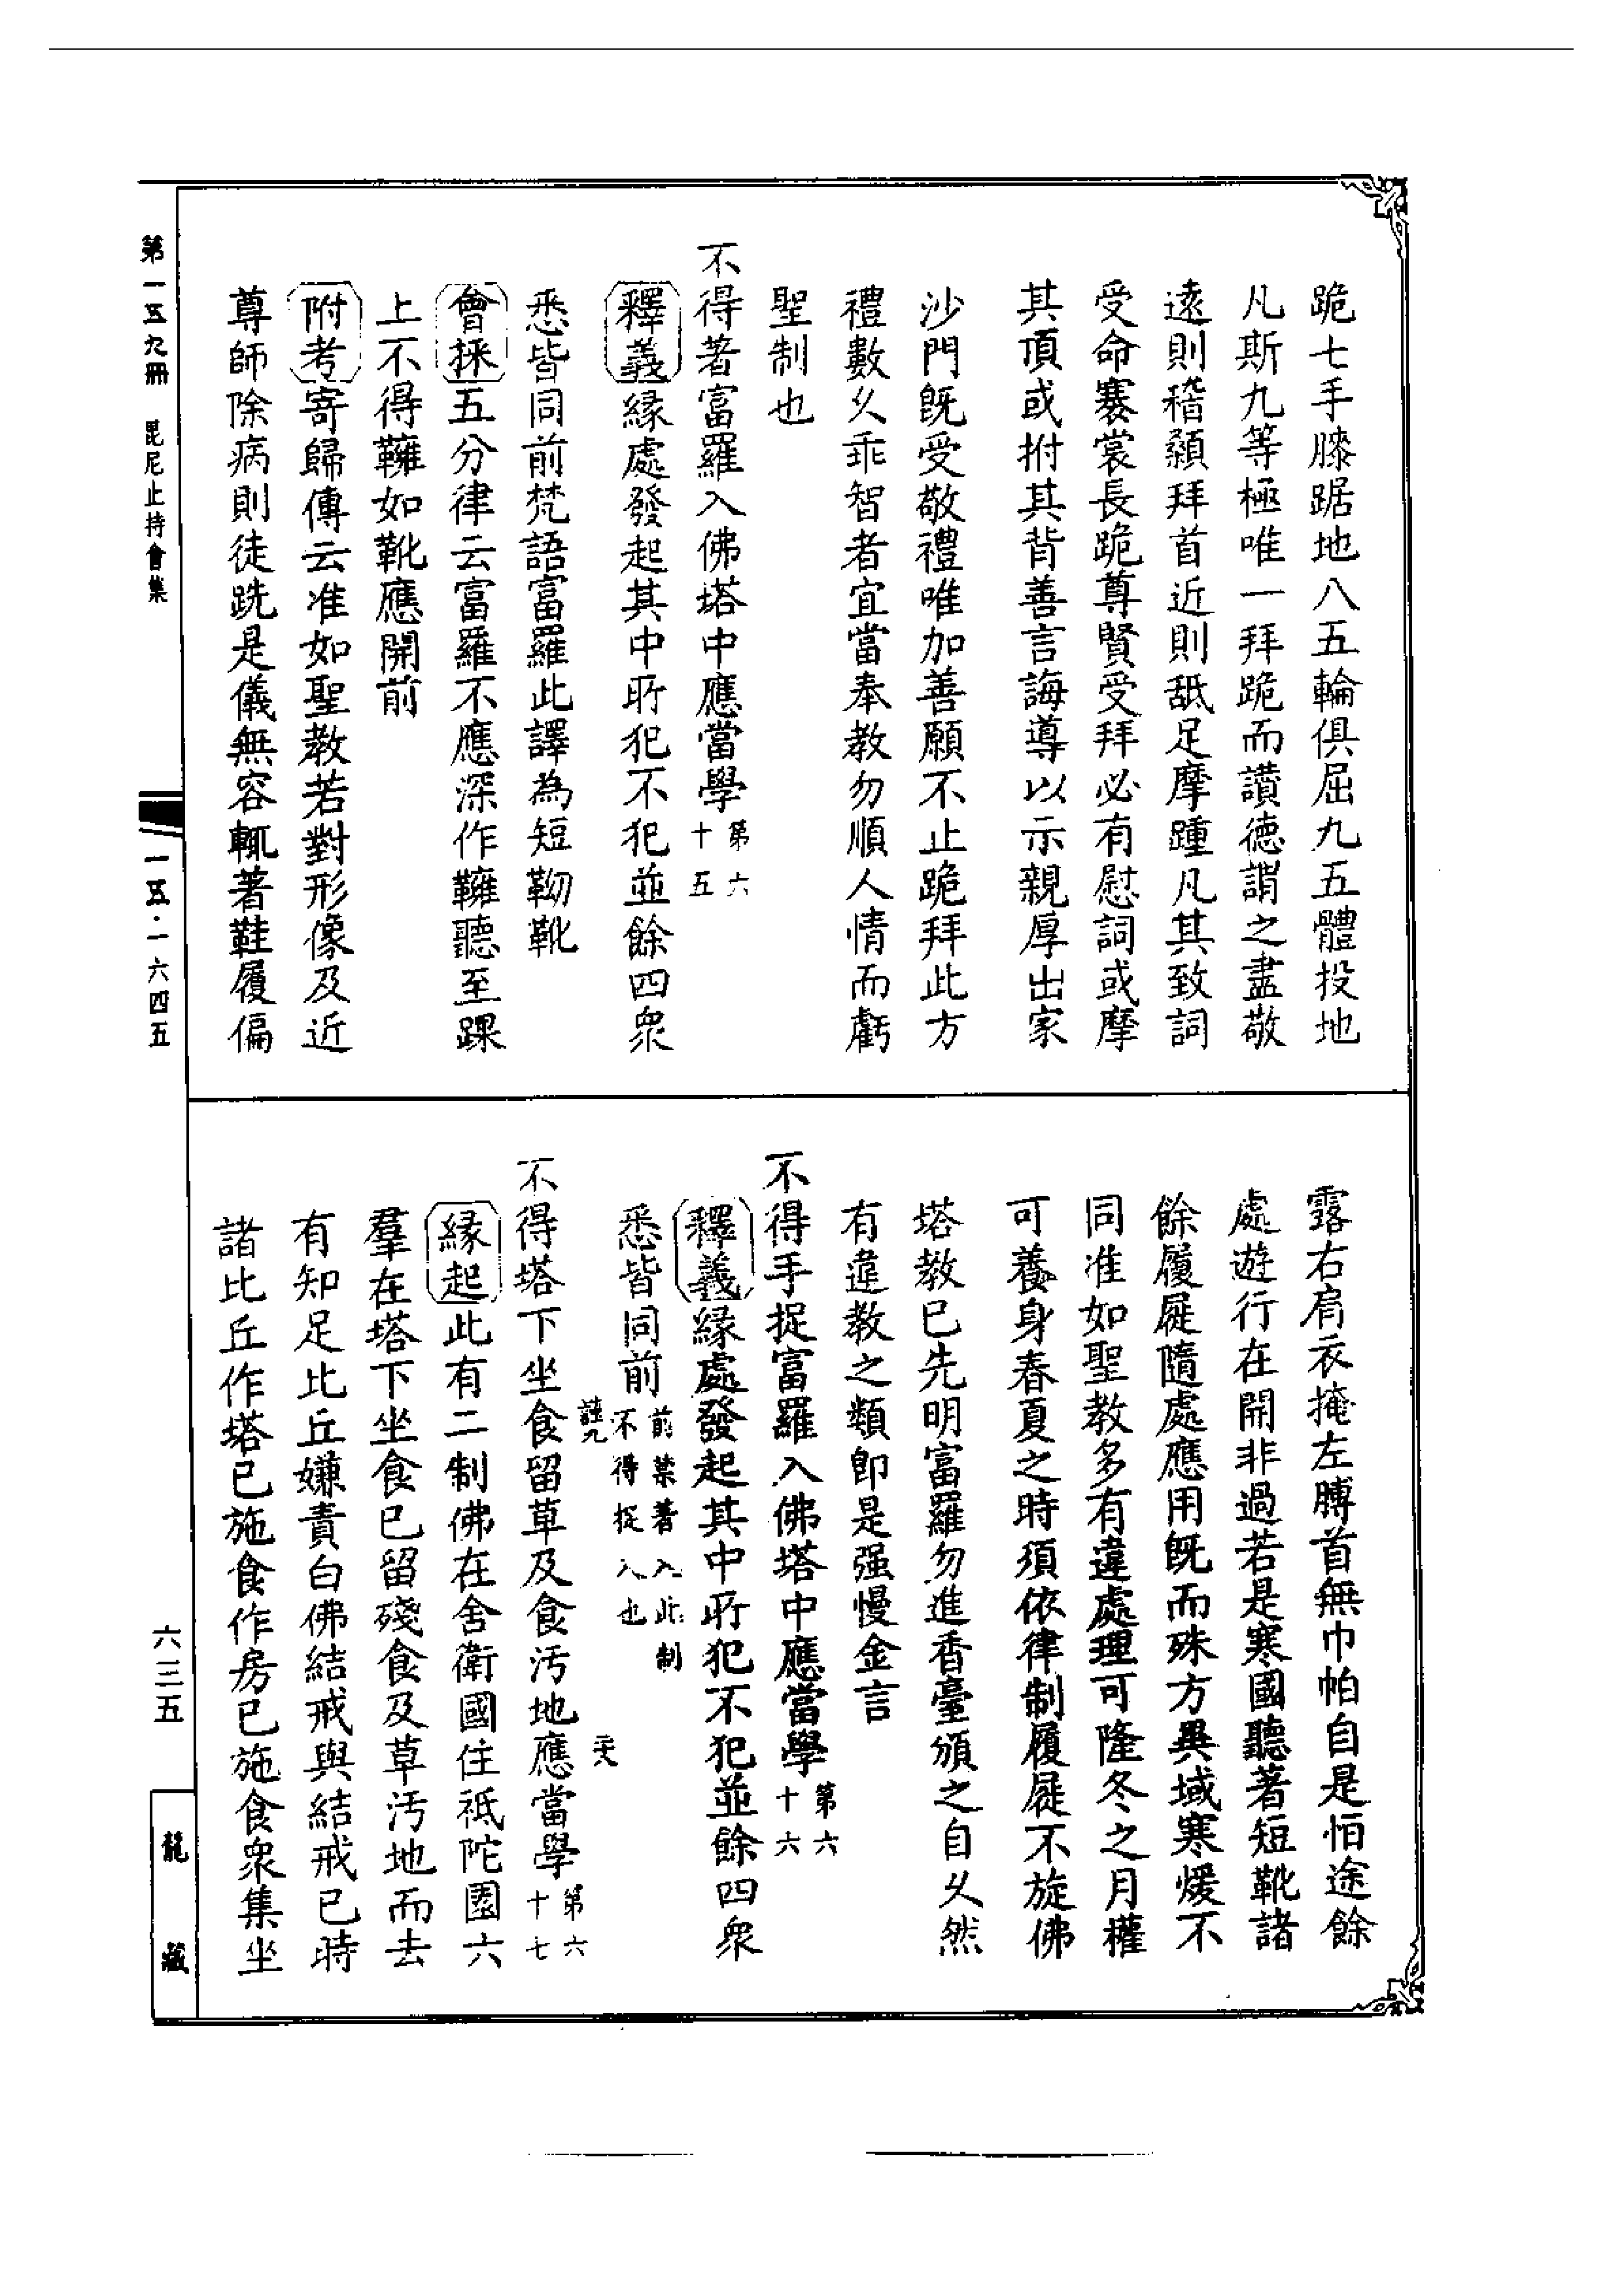 跪七手膝踞地八五輪俱屈九五體投地
凡斯九等極唯一拜跪而讚德謂之盡敬
遠則稽顙拜首近則舐足摩踵凡其致詞
受命褰裳長跪尊賢受拜必有慰詞或摩
其頂或拊其背善言誨導以示親厚出家
沙門既受敬禮唯加善願不止跪拜此方
禮數久乖智者宜當奉教勿順人情而虧
聖制也
不得著富羅入佛塔中應當學第六十五
釋義緣處發起其中所犯不犯並餘四眾
悉皆同前梵語富羅此譯為短靿靴
會採五分律云富羅不應深作䩺聽至踝
上不得䩺如靴應開前
附考寄歸傳云准如聖教若對形像及近
尊師除病則徒跣是儀無容輒著鞋履偏
露右肩衣掩左膊首無巾帕自是恒途餘
處遊行在開非過若是寒國聽著短靴諸
餘履屣隨處應用既而殊方異域寒煖不
同准如聖教多有違處理可隆冬之月權
可養身春夏之時須依律制履屣不旋佛
塔教已先明富羅勿進香臺頒之自久然
有違教之類即是强慢金言
不得手捉富羅入佛塔中應當學第六十六
釋義緣處發起其中所犯不犯並餘四眾
悉皆同前前禁著入此制不得捉入也
不得塔下坐食留草及食污地應當學第六十七
緣起此有二制佛在舍衛國住祇陀園六
羣在塔下坐食已留殘食及草污地而去
有知足比丘嫌責白佛結戒與結戒已時
諸比丘作塔已施食作房已施食眾集坐
第一五九冊 毘尼止持會集
一五·一六四五
六三五
龍藏